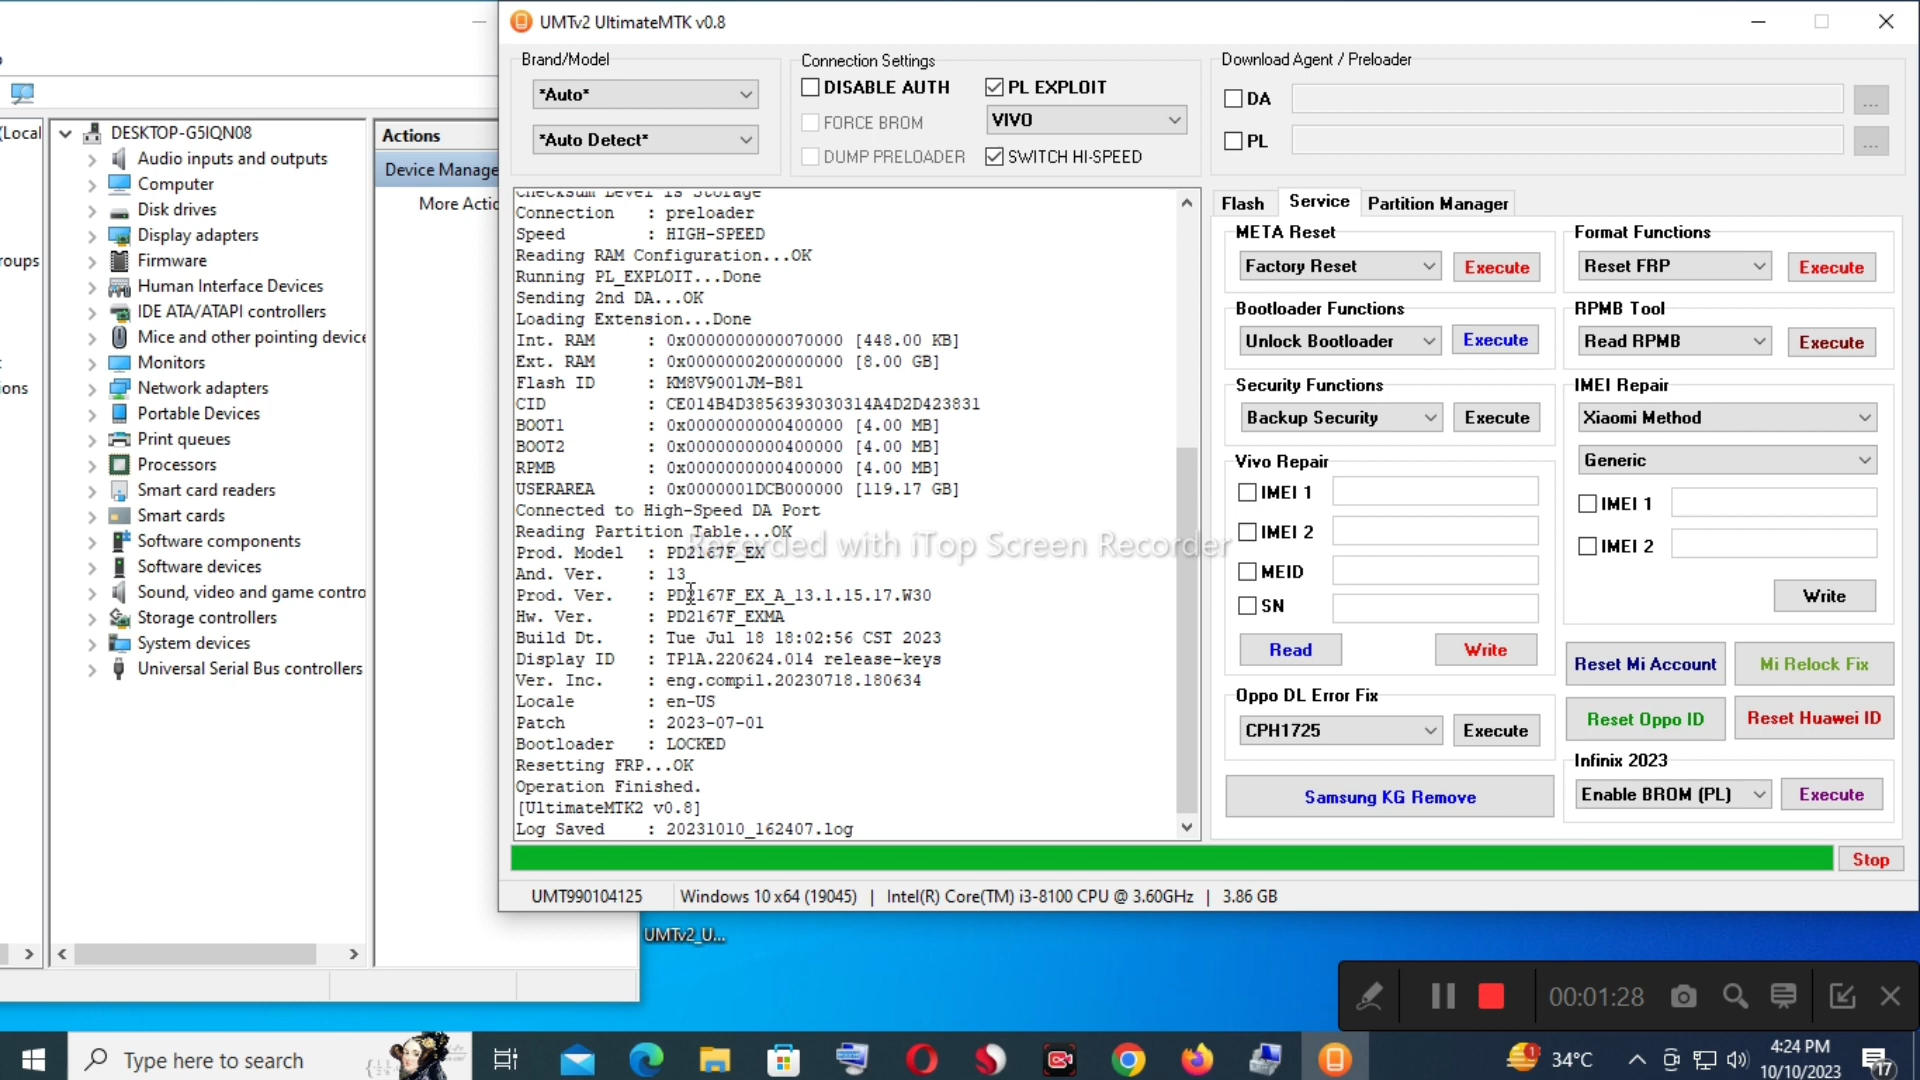 UMTv2 UltimateMTK v0.8
Brand/Model
*Auto*
*Auto Detect*
Connection Settings
DISABLE AUTH
PL EXPLOIT
FORCE BROM
VIVO
DUMP PRELOADER
SWITCH HI-SPEED
Download Agent / Preloader
DA
...
PL
...
(Local
roups
ions
DESKTOP-G5IQN08
Audio inputs and outputs
Computer
Disk drives
Display adapters
Firmware
Human Interface Devices
IDE ATA/ATAPI controllers
Mice and other pointing device
Monitors
Network adapters
Portable Devices
Print queues
Processors
Smart card readers
Smart cards
Software components
Software devices
Sound, video and game contro
Storage controllers
System devices
Universal Serial Bus controllers
Actions
Device Manage
More Actio
Checksum Level is Storage
Connection : preloader
Speed : HIGH-SPEED
Reading RAM Configuration...OK
Running PL_EXPLOIT...Done
Sending 2nd DA...OK
Loading Extension...Done
Int. RAM : 0x0000000000070000 [448.00 KB]
Ext. RAM : 0x0000000200000000 [8.00 GB]
Flash ID : KM8V9001JM-B81
CID : CE014B4D3856393030314A4D2D423831
BOOT1 : 0x0000000000400000 [4.00 MB]
BOOT2 : 0x0000000000400000 [4.00 MB]
RPMB : 0x0000000000400000 [4.00 MB]
USERAREA : 0x0000001DCB000000 [119.17 GB]
Connected to High-Speed DA Port
Reading Partition Table...OK
Prod. Model : PD2167F_EX
And. Ver. : 13
Prod. Ver. : PD2167F_EX_A_13.1.15.17.W30
Hw. Ver. : PD2167F_EXMA
Build Dt. : Tue Jul 18 18:02:56 CST 2023
Display ID : TP1A.220624.014 release-keys
Ver. Inc. : eng.compil.20230718.180634
Locale : en-US
Patch : 2023-07-01
Bootloader : LOCKED
Resetting FRP...OK
Operation Finished.
[UltimateMTK2 v0.8]
Log Saved : 20231010_162407.log
Recorded with iTop Screen Recorder
Flash Service Partition Manager
META Reset
Factory Reset Execute
Bootloader Functions
Unlock Bootloader Execute
Security Functions
Backup Security Execute
Vivo Repair
IMEI 1
IMEI 2
MEID
SN
Read Write
Oppo DL Error Fix
CPH1725 Execute
Samsung KG Remove
Format Functions
Reset FRP Execute
RPMB Tool
Read RPMB Execute
IMEI Repair
Xiaomi Method
Generic
IMEI 1
IMEI 2
Write
Reset Mi Account Mi Relock Fix
Reset Oppo ID Reset Huawei ID
Infinix 2023
Enable BROM (PL) Execute
Stop
UMT990104125 Windows 10 x64 (19045) | Intel(R) Core(TM) i3-8100 CPU @ 3.60GHz | 3.86 GB
UMTv2_U...
00:01:28
Type here to search
1
34°C
4:24 PM
10/10/2023
17